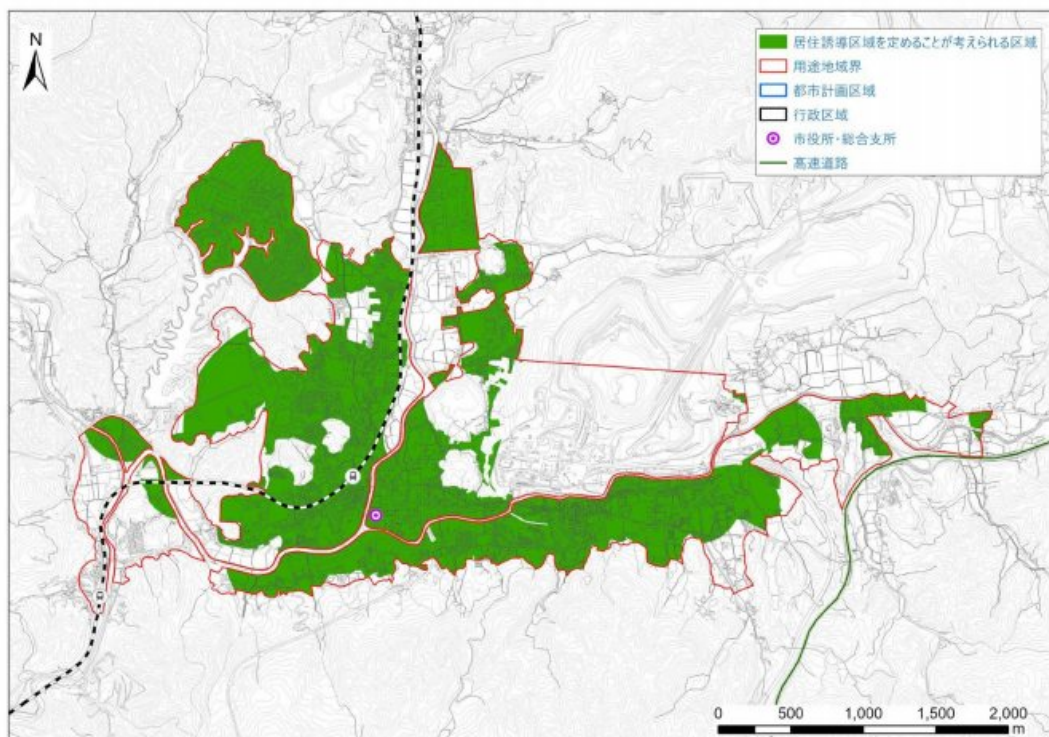 N
居住誘導区域を定めることが考えられる区域
用途地域界
都市計画区域
行政区域
市役所・総合支所
高速道路
0 500 1,000 1,500 2,000
m